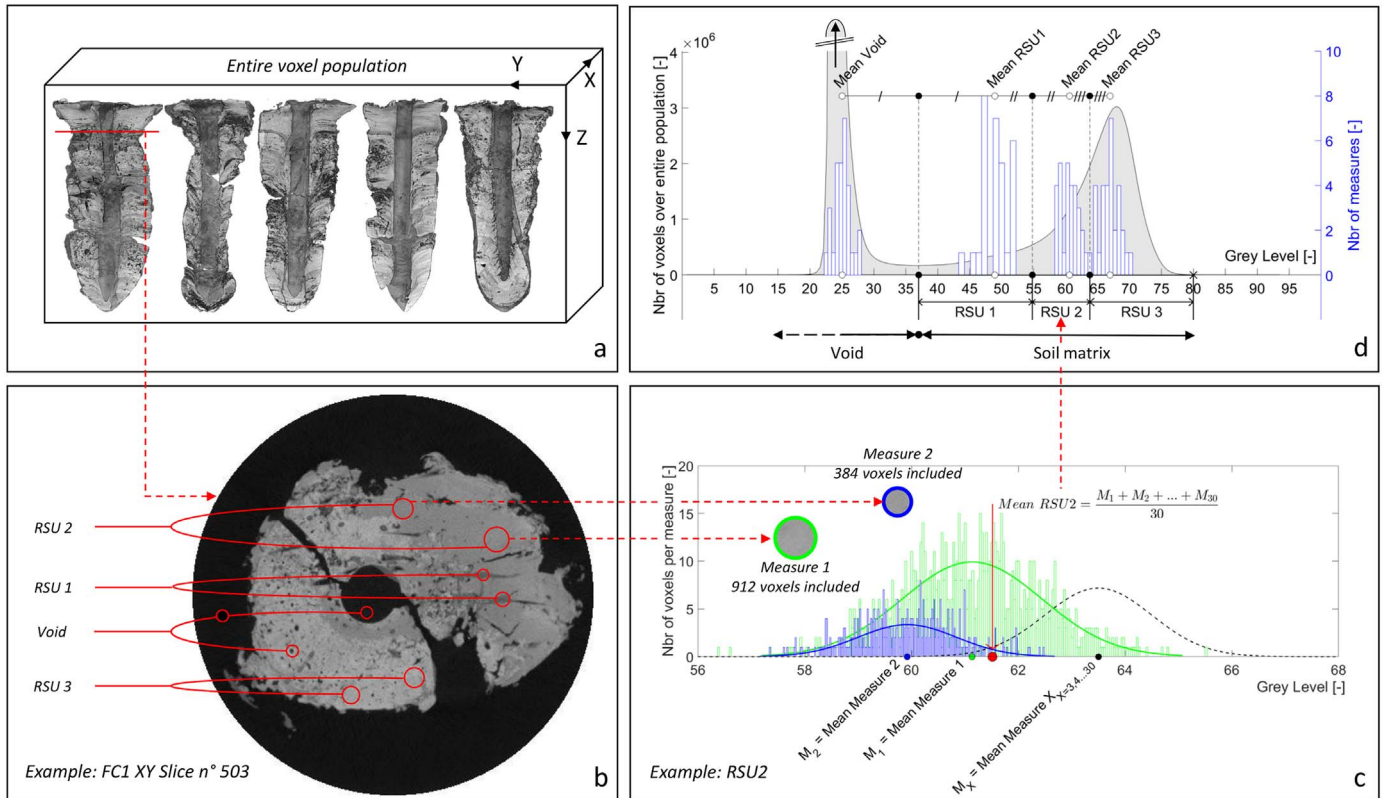 Entire voxel population
Y
X
Z
a
4 ×10⁶
3
2
1
0
Nbr of voxels over entire population [-]
Mean Void
Mean RSU1
Mean RSU2
Mean RSU3
10
8
6
4
2
0
Nbr of measures [-]
Grey Level [-]
5 10 15 20 25 30 35 40 45 50 55 60 65 70 75 80 85 90 95 100
RSU 1
RSU 2
RSU 3
Void
Soil matrix
d
RSU 2
RSU 1
Void
RSU 3
Example: FC1 XY Slice n° 503
b
Measure 2
384 voxels included
Measure 1
912 voxels included
Mean RSU2 = (M₁ + M₂ + ... + M₃₀) / 30
Nbr of voxels per measure [-]
20
15
10
5
0
56 58 59 60 62 64 66 68
Grey Level [-]
M₂ = Mean Measure 2
M₁ = Mean Measure 1
M_X = Mean Measure X_X=3,4...30
Example: RSU2
c